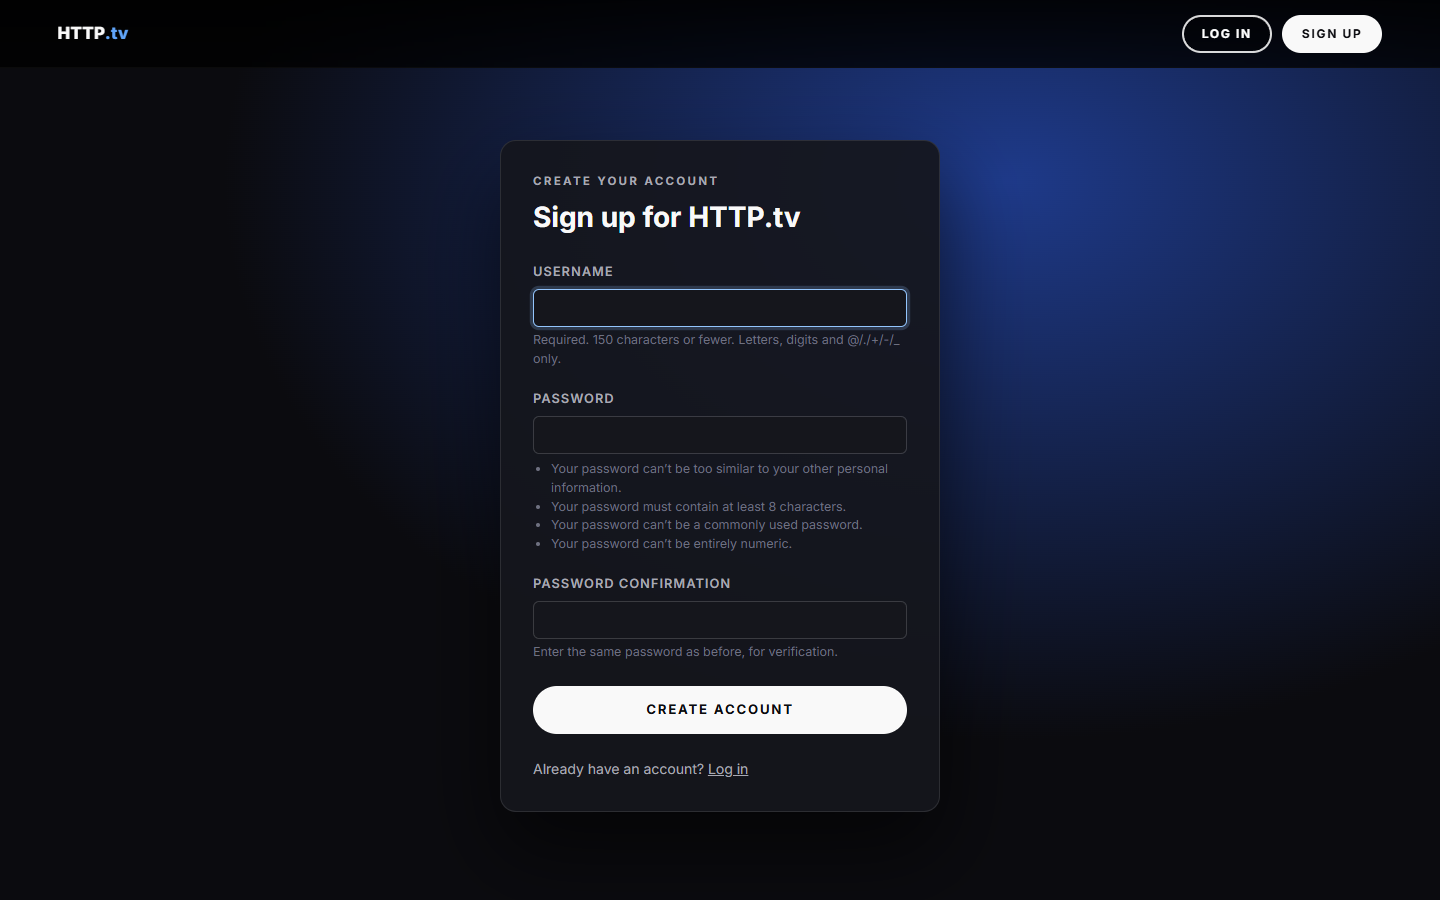 HTTP.tv
LOG IN
SIGN UP
CREATE YOUR ACCOUNT
Sign up for HTTP.tv
USERNAME
Required. 150 characters or fewer. Letters, digits and @/./+/-/_
only.
PASSWORD
• Your password can’t be too similar to your other personal
information.
• Your password must contain at least 8 characters.
• Your password can’t be a commonly used password.
• Your password can’t be entirely numeric.
PASSWORD CONFIRMATION
Enter the same password as before, for verification.
CREATE ACCOUNT
Already have an account? Log in